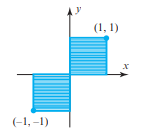 y
(1, 1)
x
(–1, –1)